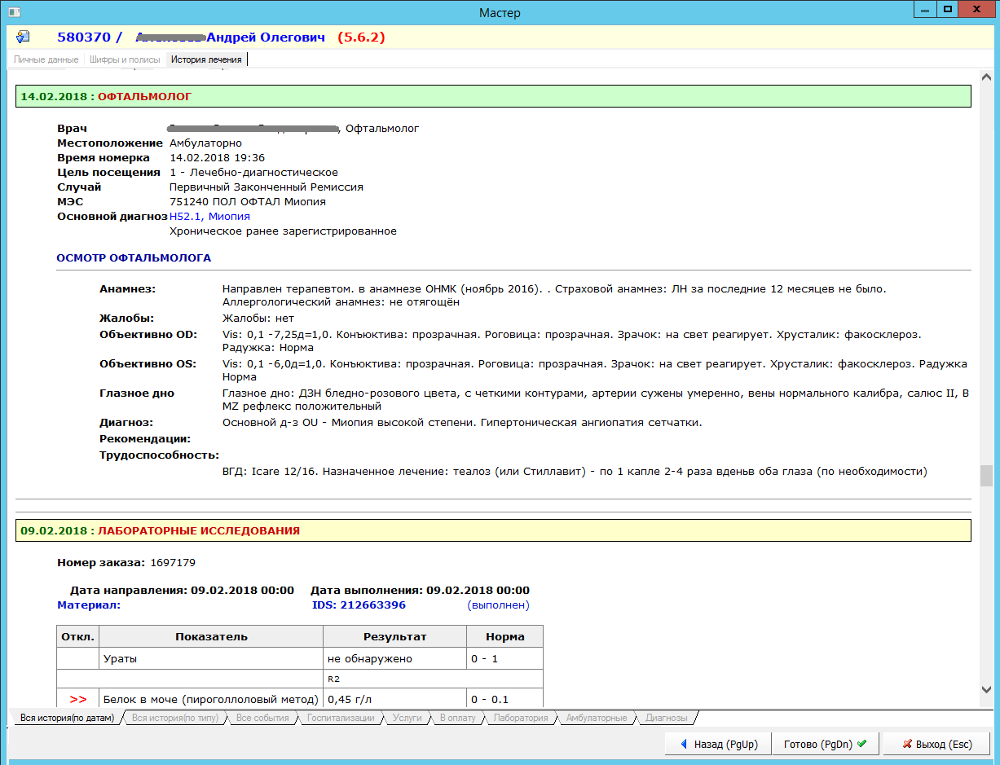 Мастер
580370 / Андрей Олегович (5.6.2)
Личные данные Шифры и полисы История лечения
14.02.2018 : ОФТАЛЬМОЛОГ
Врач , Офтальмолог
Местоположение Амбулаторно
Время номерка 14.02.2018 19:36
Цель посещения 1 - Лечебно-диагностическое
Случай Первичный Законченный Ремиссия
МЭС 751240 ПОЛ ОФТАЛ Миопия
Основной диагноз H52.1, Миопия
Хроническое ранее зарегистрированное
ОСМОТР ОФТАЛЬМОЛОГА
Анамнез: Направлен терапевтом. в анамнезе ОНМК (ноябрь 2016). . Страховой анамнез: ЛН за последние 12 месяцев не было.
Аллергологический анамнез: не отягощён
Жалобы: Жалобы: нет
Объективно OD: Vis: 0,1 -7,25д=1,0. Конъюктива: прозрачная. Роговица: прозрачная. Зрачок: на свет реагирует. Хрусталик: факосклероз.
Радужка: Норма
Объективно OS: Vis: 0,1 -6,0д=1,0. Конъюктива: прозрачная. Роговица: прозрачная. Зрачок: на свет реагирует. Хрусталик: факосклероз. Радужка
Норма
Глазное дно Глазное дно: ДЗН бледно-розового цвета, с четкими контурами, артерии сужены умеренно, вены нормального калибра, салюс II, В
MZ рефлекс положительный
Диагноз: Основной д-з OU - Миопия высокой степени. Гипертоническая ангиопатия сетчатки.
Рекомендации:
Трудоспособность:
ВГД: Icare 12/16. Назначенное лечение: теалоз (или Стиллавит) - по 1 капле 2-4 раза вденьв оба глаза (по необходимости)
09.02.2018 : ЛАБОРАТОРНЫЕ ИССЛЕДОВАНИЯ
Номер заказа: 1697179
Дата направления: 09.02.2018 00:00 Дата выполнения: 09.02.2018 00:00
Материал: IDS: 212663396 (выполнен)
Откл. Показатель Результат Норма
Ураты не обнаружено 0 - 1
R2
>> Белок в моче (пироголлоловый метод) 0,45 г/л 0 - 0.1
Вся история(по датам) Вся история(по типу) Все события Госпитализации Услуги В оплату Лаборатория Амбулаторные Диагнозы
Назад (PgUp) Готово (PgDn) Выход (Esc)